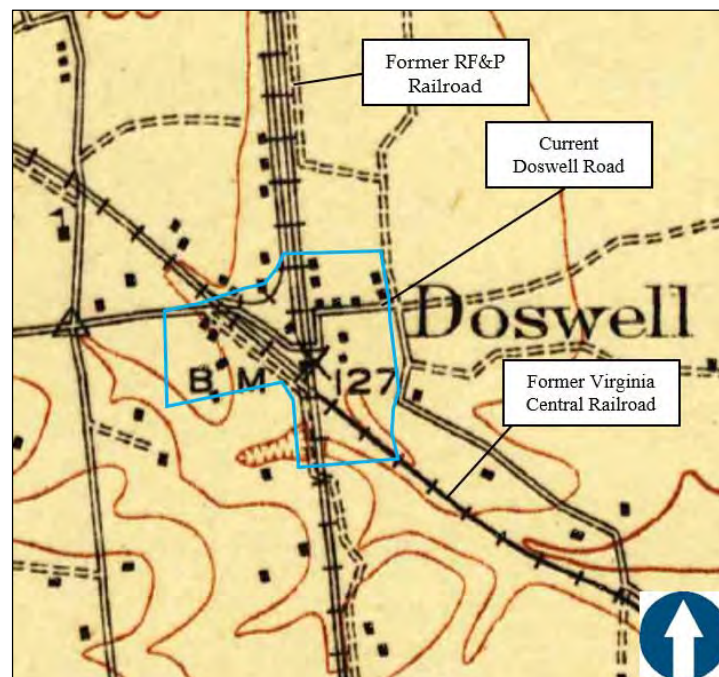 Former RF&P
Railroad
Current
Doswell Road
Doswell
B M 127
Former Virginia
Central Railroad